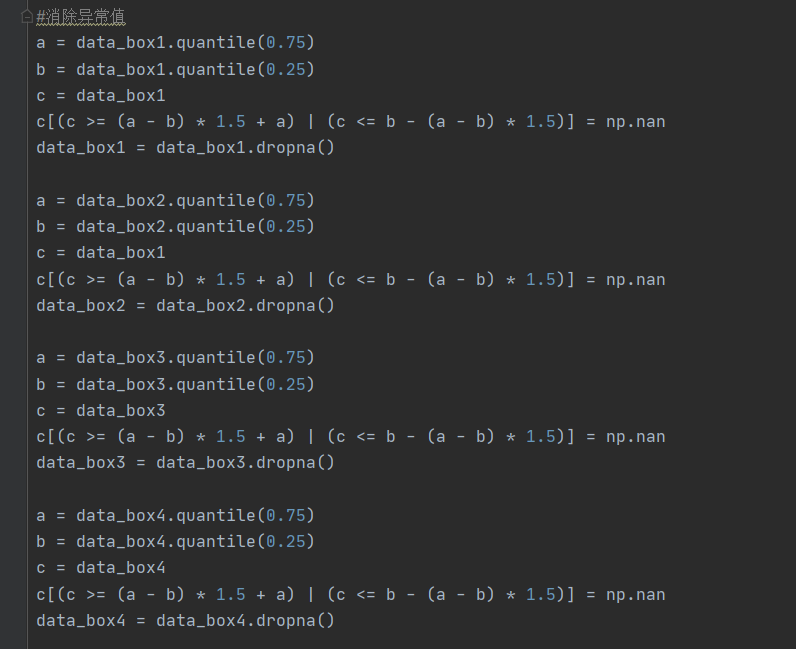 #消除异常值
a = data_box1.quantile(0.75)
b = data_box1.quantile(0.25)
c = data_box1
c[(c >= (a - b) * 1.5 + a) | (c <= b - (a - b) * 1.5)] = np.nan
data_box1 = data_box1.dropna()

a = data_box2.quantile(0.75)
b = data_box2.quantile(0.25)
c = data_box1
c[(c >= (a - b) * 1.5 + a) | (c <= b - (a - b) * 1.5)] = np.nan
data_box2 = data_box2.dropna()

a = data_box3.quantile(0.75)
b = data_box3.quantile(0.25)
c = data_box3
c[(c >= (a - b) * 1.5 + a) | (c <= b - (a - b) * 1.5)] = np.nan
data_box3 = data_box3.dropna()

a = data_box4.quantile(0.75)
b = data_box4.quantile(0.25)
c = data_box4
c[(c >= (a - b) * 1.5 + a) | (c <= b - (a - b) * 1.5)] = np.nan
data_box4 = data_box4.dropna()